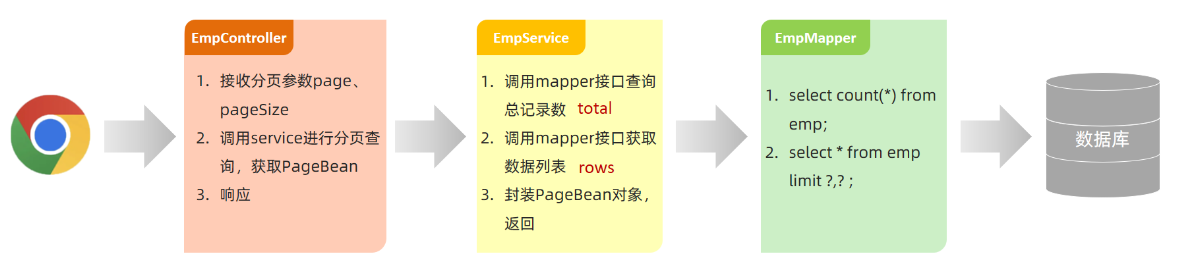 EmpController
1. 接收分页参数page、
pageSize
2. 调用service进行分页查
询，获取PageBean
3. 响应
EmpService
1. 调用mapper接口查询
总记录数 total
2. 调用mapper接口获取
数据列表 rows
3. 封装PageBean对象，
返回
EmpMapper
1. select count(*) from
emp;
2. select * from emp
limit ?,? ;
数据库